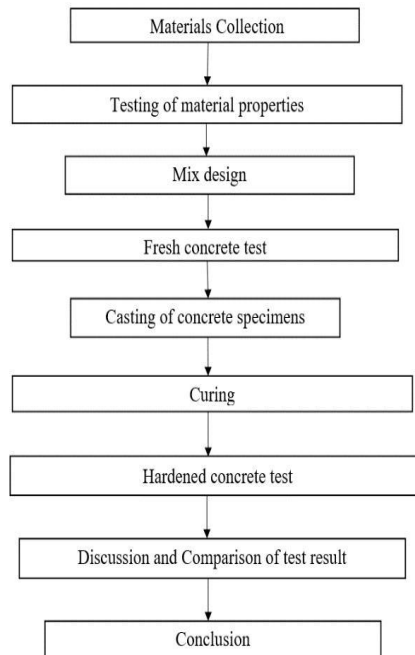 Materials Collection
Testing of material properties
Mix design
Fresh concrete test
Casting of concrete specimens
Curing
Hardened concrete test
Discussion and Comparison of test result
Conclusion